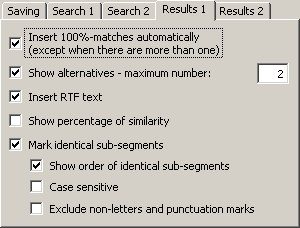 Saving Search 1 Search 2 Results 1 Results 2
Insert 100%-matches automatically
(except when there are more than one)
Show alternatives - maximum number: 2
Insert RTF text
Show percentage of similarity
Mark identical sub-segments
Show order of identical sub-segments
Case sensitive
Exclude non-letters and punctuation marks